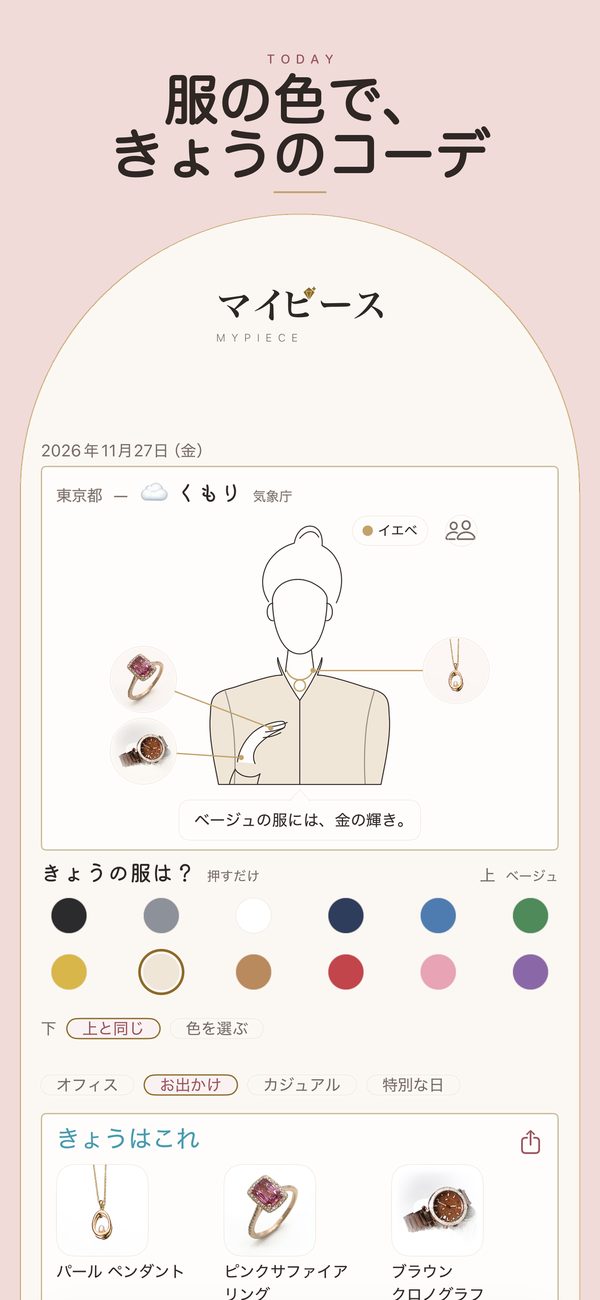 TODAY
服の色で、
きょうのコーデ
マイピース
MYPIECE
2026年11月27日（金）
東京都 — くもり 気象庁
イエベ
ベージュの服には、金の輝き。
きょうの服は？ 押すだけ 上 ベージュ
下 上と同じ 色を選ぶ
オフィス お出かけ カジュアル 特別な日
きょうはこれ
パール ペンダント
ピンクサファイア
リング
ブラウン
クロノグラフ